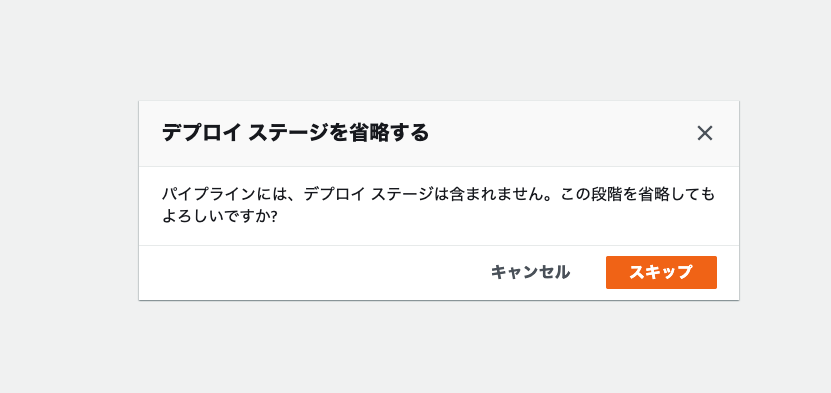 デプロイ ステージを省略する
パイプラインには、デプロイ ステージは含まれません。この段階を省略しても
よろしいですか?
キャンセル
スキップ